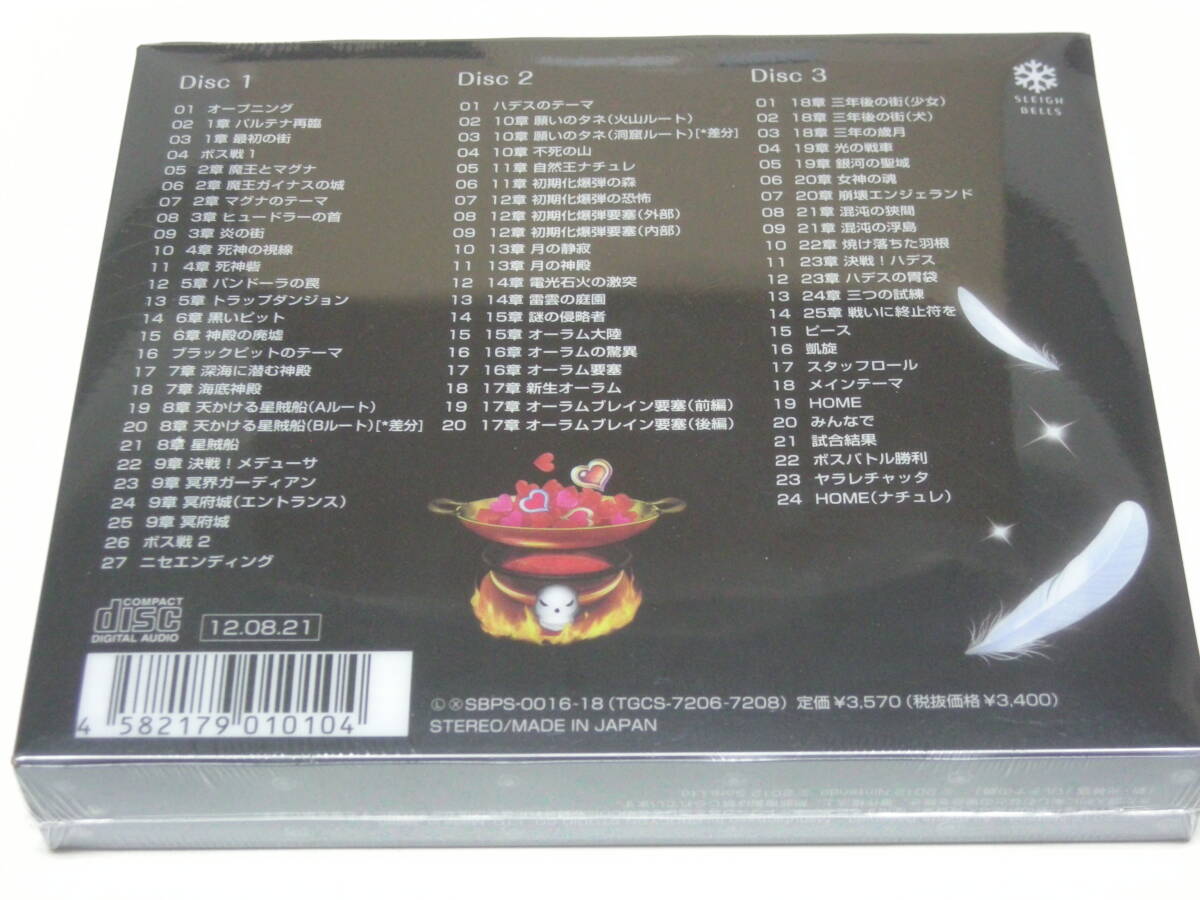 Disc 1
01 オープニング
02 1章 パルテナ再臨
03 1章 最初の街
04 ボス戦1
05 2章 魔王とマグナ
06 2章 魔王ガイナスの城
07 2章 マグナのテーマ
08 3章 ヒュードラーの首
09 3章 炎の街
10 4章 死神の視線
11 4章 死神砦
12 5章 パンドーラの罠
13 5章 トラップダンジョン
14 6章 黒いピット
15 6章 神殿の廃墟
16 ブラックピットのテーマ
17 7章 深海に潜む神殿
18 7章 海底神殿
19 8章 天かける星賊船(Aルート)
20 8章 天かける星賊船(Bルート)[*差分]
21 8章 星賊船
22 9章 決戦!メデューサ
23 9章 冥界ガーディアン
24 9章 冥府城(エントランス)
25 9章 冥府城
26 ボス戦2
27 ニセエンディング
Disc 2
01 ハデスのテーマ
02 10章 願いのタネ(火山ルート)
03 10章 願いのタネ(洞窟ルート)[*差分]
04 10章 不死の山
05 11章 自然王ナチュレ
06 11章 初期化爆弾の森
07 12章 初期化爆弾の恐怖
08 12章 初期化爆弾要塞(外部)
09 12章 初期化爆弾要塞(内部)
10 13章 月の静寂
11 13章 月の神殿
12 14章 電光石火の激突
13 14章 雷雲の庭園
14 15章 謎の侵略者
15 15章 オーラム大陸
16 16章 オーラムの驚異
17 16章 オーラム要塞
18 17章 新生オーラム
19 17章 オーラムブレイン要塞(前編)
20 17章 オーラムブレイン要塞(後編)
Disc 3
01 18章 三年後の街(少女)
02 18章 三年後の街(犬)
03 18章 三年の歳月
04 19章 光の戦車
05 19章 銀河の聖域
06 20章 女神の魂
07 20章 崩壊エンジェランド
08 21章 混沌の狭間
09 21章 混沌の浮島
10 22章 焼け落ちた羽根
11 23章 決戦!ハデス
12 23章 ハデスの胃袋
13 24章 三つの試練
14 25章 戦いに終止符を
15 ピース
16 凱旋
17 スタッフロール
18 メインテーマ
19 HOME
20 みんなで
21 試合結果
22 ボスバトル勝利
23 ヤラレチャッタ
24 HOME(ナチュレ)
SLEIGH
BELLS
COMPACT
disc
DIGITAL AUDIO
12.08.21
4 582179 010104
ⓁⓍSBPS-0016-18 (TGCS-7206-7208) 定価¥3,570 (税抜価格¥3,400)
STEREO/MADE IN JAPAN